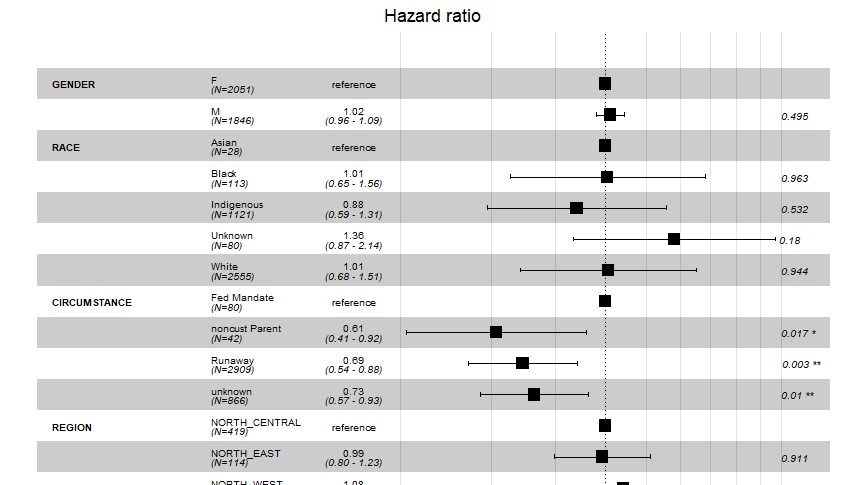 Hazard ratio
GENDER F reference
(N=2051)
M 1.02
(N=1846) (0.96 - 1.09) 0.495
RACE Asian reference
(N=28)
Black 1.01
(N=113) (0.65 - 1.56) 0.963
Indigenous 0.88
(N=1121) (0.59 - 1.31) 0.532
Unknown 1.36
(N=80) (0.87 - 2.14) 0.18
White 1.01
(N=2555) (0.68 - 1.51) 0.944
CIRCUMSTANCE Fed Mandate reference
(N=80)
noncust Parent 0.61
(N=42) (0.41 - 0.92) 0.017 *
Runaway 0.69
(N=2909) (0.54 - 0.88) 0.003 **
unknown 0.73
(N=866) (0.57 - 0.93) 0.01 **
REGION NORTH_CENTRAL reference
(N=419)
NORTH_EAST 0.99
(N=114) (0.80 - 1.23) 0.911
NORTH_WEST 1.08